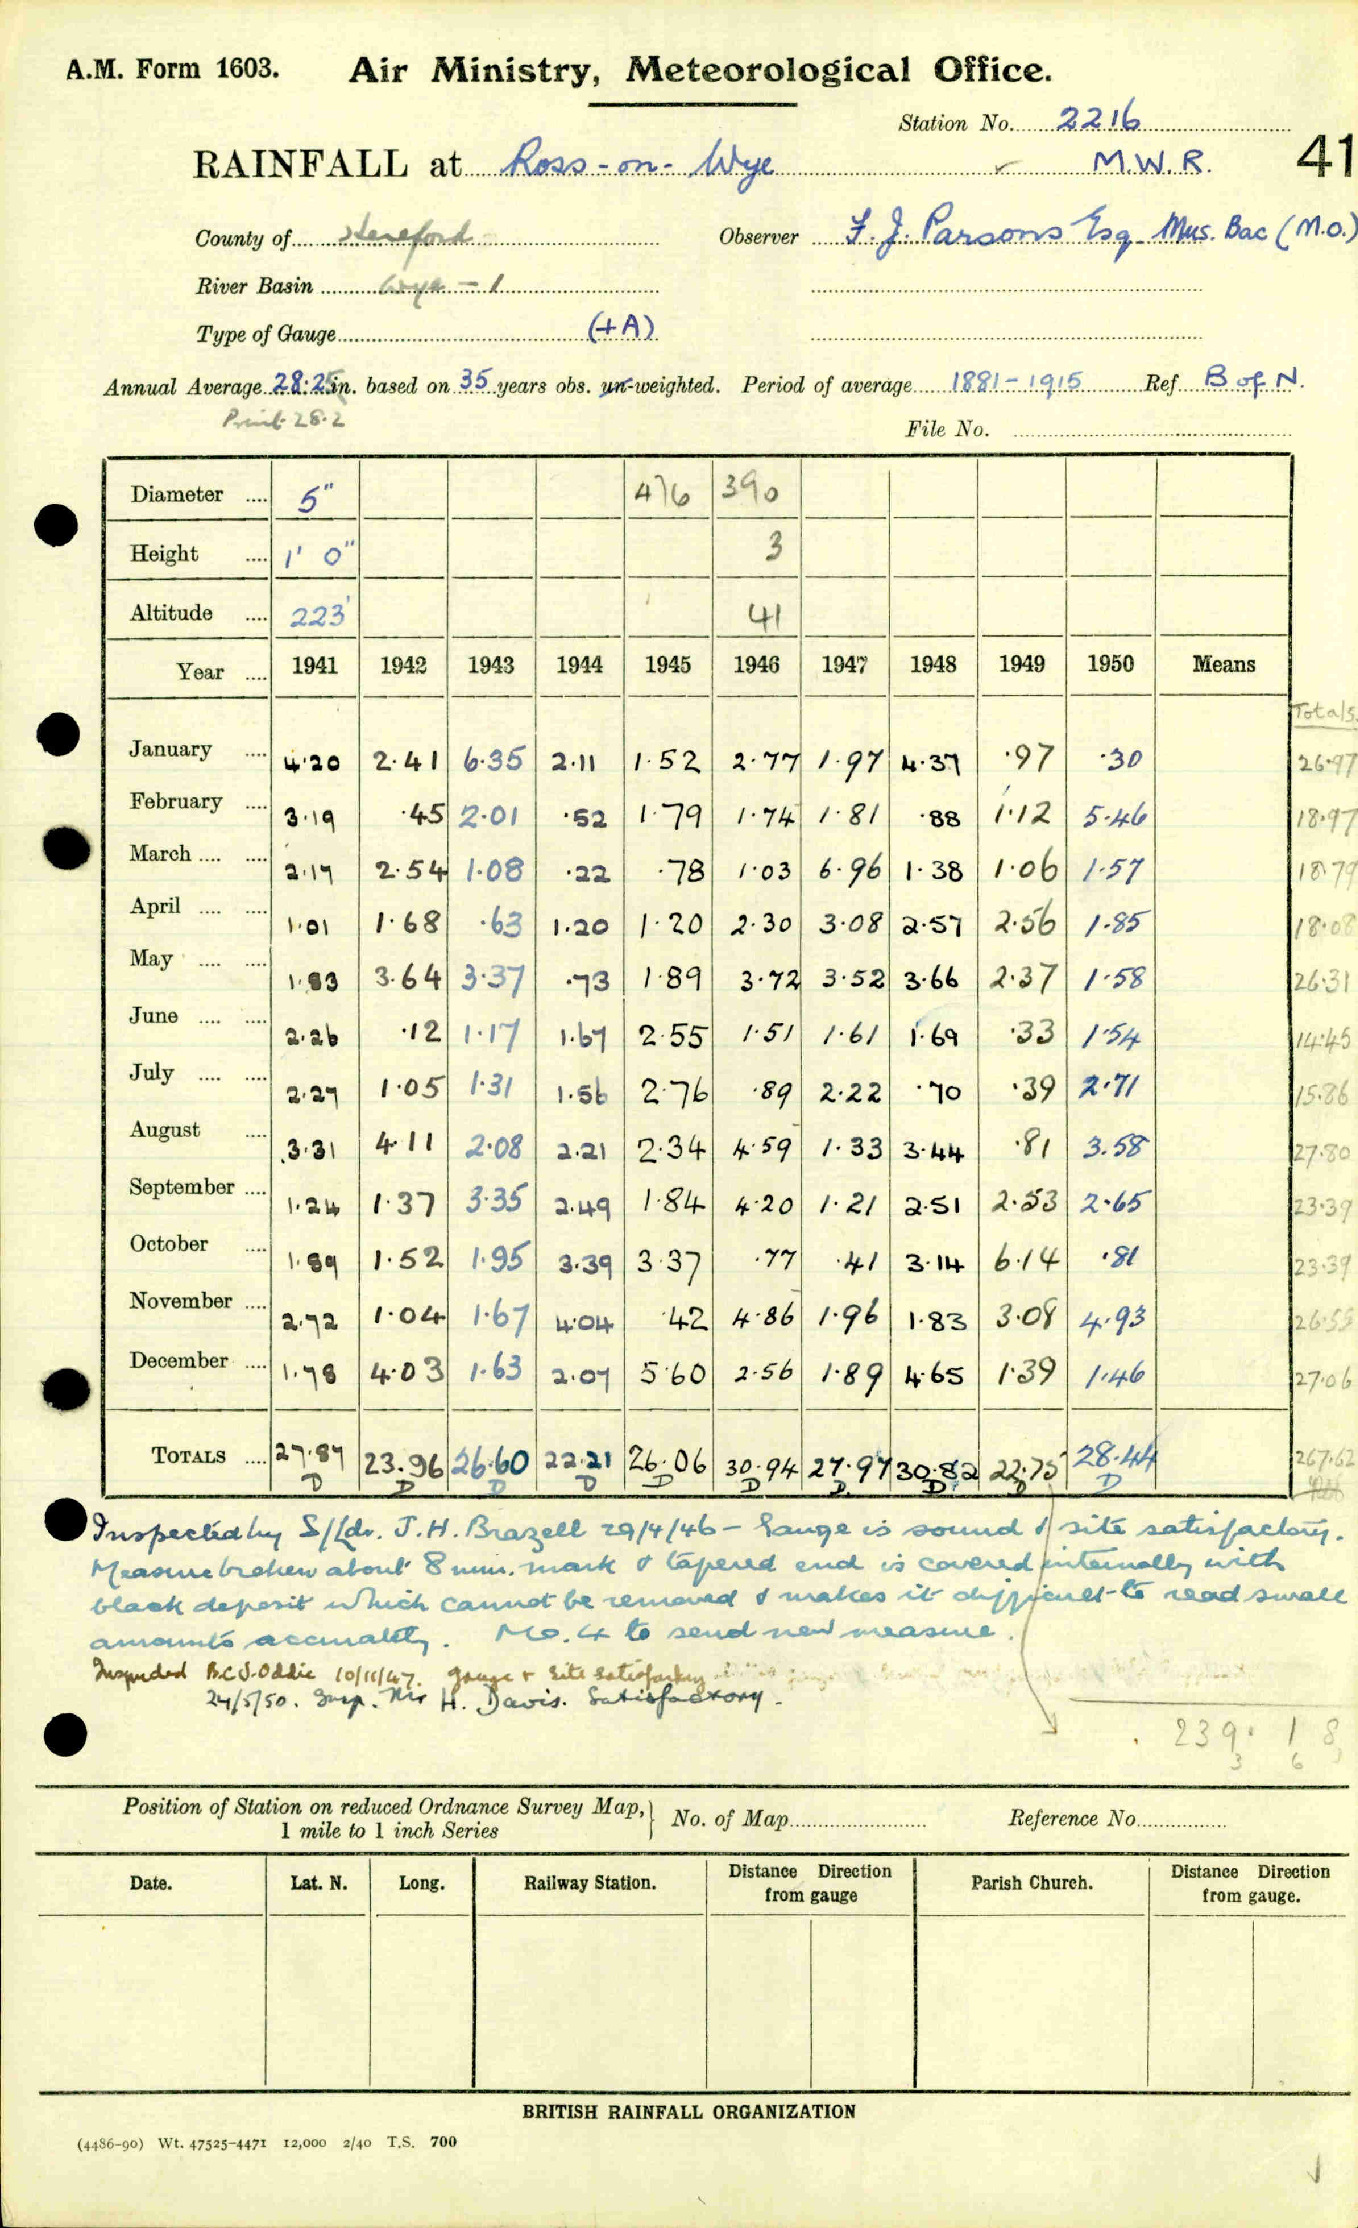 A.M. Form 1603. Air Ministry, Meteorological Office.
Station No. 2216
RAINFALL at Ross-on-Wye M.W.R. 41
County of Hereford Observer F. J. Parsons Esq Mus. Bac (M.O.)
River Basin Wye - 1
Type of Gauge (+A)
Annual Average 28.2 in. based on 35 years obs. un-weighted. Period of average 1881-1915 Ref B of N.
Print 28.2
File No.
Diameter 5" 476 390
Height 1' 0" 3
Altitude 223' 41
Year 1941 1942 1943 1944 1945 1946 1947 1948 1949 1950 Means
Totals
January 4.20 2.41 6.35 2.11 1.52 2.77 1.97 4.37 .97 .30 26.97
February 3.19 .45 2.01 .52 1.79 1.74 1.81 .88 1.12 5.46 18.97
March 2.17 2.54 1.08 .22 .78 1.03 6.96 1.38 1.06 1.57 18.79
April 1.01 1.68 .63 1.20 1.20 2.30 3.08 2.57 2.56 1.85 18.08
May 1.83 3.64 3.37 .73 1.89 3.72 3.52 3.66 2.37 1.58 26.31
June 2.26 .12 1.17 1.67 2.55 1.51 1.61 1.69 .33 1.54 14.45
July 2.27 1.05 1.31 1.56 2.76 .89 2.22 .70 .39 2.71 15.86
August 3.31 4.11 2.08 2.21 2.34 4.59 1.33 3.44 .81 3.58 27.80
September 1.24 1.37 3.35 2.49 1.84 4.20 1.21 2.51 2.53 2.65 23.39
October 1.89 1.52 1.95 3.39 3.37 .77 .41 3.14 6.14 .81 23.39
November 2.72 1.04 1.67 4.04 .42 4.86 1.96 1.83 3.08 4.93 26.55
December 1.78 4.03 1.63 2.07 5.60 2.56 1.89 4.65 1.39 1.46 27.06
TOTALS 27.87 23.96 26.60 22.21 26.06 30.94 27.97 30.82 22.75 28.44 267.62
D D D D D D D D D D
Inspected by S/Ldr. J. H. Brazell 29/4/46 - Gauge is sound & site satisfactory.
Measure broken about 8 mm. mark & tapered end is covered internally with
black deposit which cannot be removed & makes it difficult to read small
amounts accurately. Mo. 4 to send new measure.
Inspected B.C.V. Oddie 10/11/47. gauge & site satisfactory
24/5/50. Insp. Mr H. Davis. Satisfactory.
239. 1 8
3 6
Position of Station on reduced Ordnance Survey Map, 1 mile to 1 inch Series } No. of Map Reference No.
Date. Lat. N. Long. Railway Station. Distance Direction from gauge Parish Church. Distance Direction from gauge.
BRITISH RAINFALL ORGANIZATION
(4486-90) Wt. 47525-4471 12,000 2/40 T.S. 700